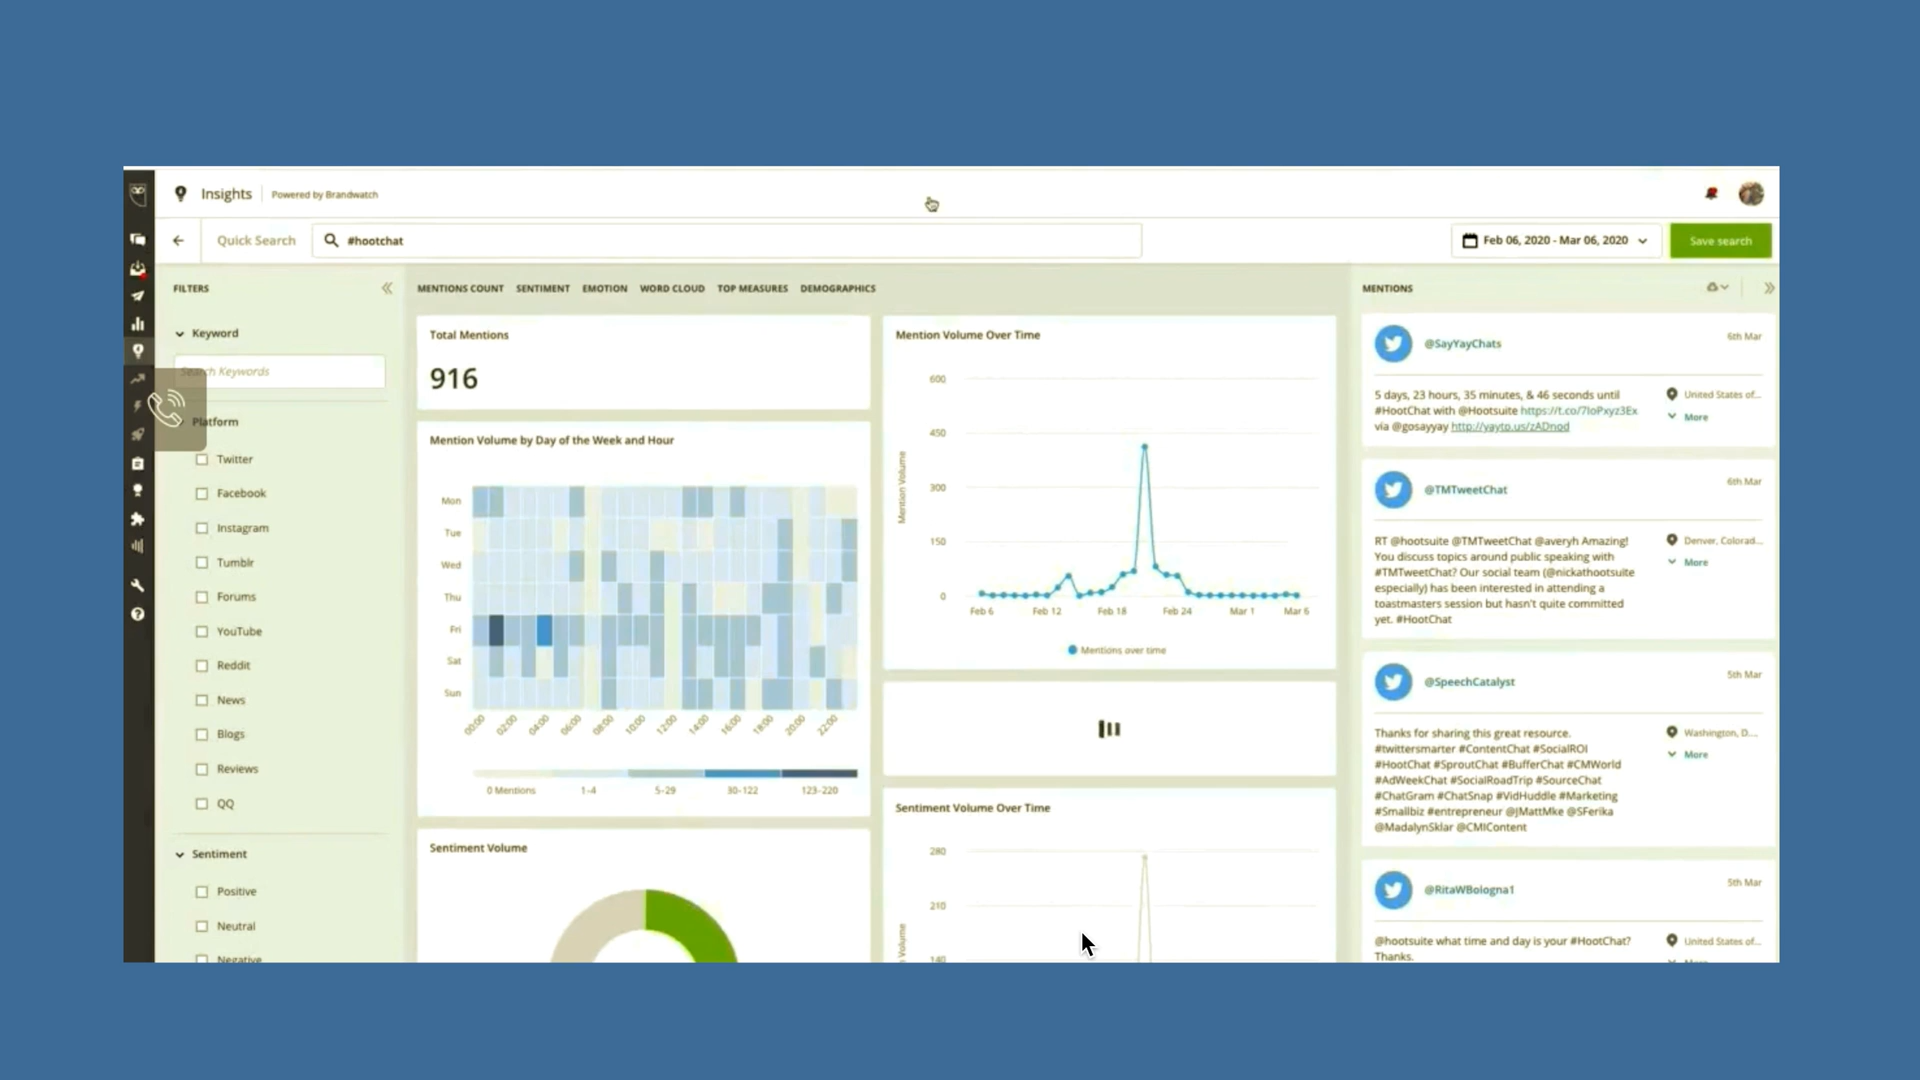 Insights
Powered by Brandwatch
Quick Search
#hootchat
Feb 06, 2020 - Mar 06, 2020
Save search
FILTERS
Keyword
Search Keywords
Platform
Twitter
Facebook
Instagram
Tumblr
Forums
YouTube
Reddit
News
Blogs
Reviews
QQ
Sentiment
Positive
Neutral
Negative
MENTIONS COUNT
SENTIMENT
EMOTION
WORD CLOUD
TOP MEASURES
DEMOGRAPHICS
Total Mentions
916
Mention Volume by Day of the Week and Hour
Mon
Tue
Wed
Thu
Fri
Sat
Sun
00:00
02:00
04:00
06:00
08:00
10:00
12:00
14:00
16:00
18:00
20:00
22:00
0 Mentions
1-4
5-29
30-122
123-220
Sentiment Volume
Mention Volume Over Time
Mention Volume
600
450
300
150
0
Feb 6
Feb 12
Feb 18
Feb 24
Mar 1
Mar 6
Mentions over time
Sentiment Volume Over Time
280
210
140
Volume
MENTIONS
@SayYayChats
6th Mar
5 days, 23 hours, 35 minutes, & 46 seconds until
#HootChat with @Hootsuite https://t.co/7IoPxyz3Ex
via @gosayyay http://yayto.us/zADnod
United States of...
More
@TMTweetChat
6th Mar
RT @hootsuite @TMTweetChat @averyh Amazing!
You discuss topics around public speaking with
#TMTweetChat? Our social team (@nickathootsuite
especially) has been interested in attending a
toastmasters session but hasn't quite committed
yet. #HootChat
Denver, Colorad...
More
@SpeechCatalyst
5th Mar
Thanks for sharing this great resource.
#twittersmarter #ContentChat #SocialROI
#HootChat #SproutChat #BufferChat #CMWorld
#AdWeekChat #SocialRoadTrip #SourceChat
#ChatGram #ChatSnap #VidHuddle #Marketing
#Smallbiz #entrepreneur @JMattMke @SFerika
@MadalynSklar @CMIContent
Washington, D....
More
@RitaWBologna1
5th Mar
@hootsuite what time and day is your #HootChat?
Thanks.
United States of...